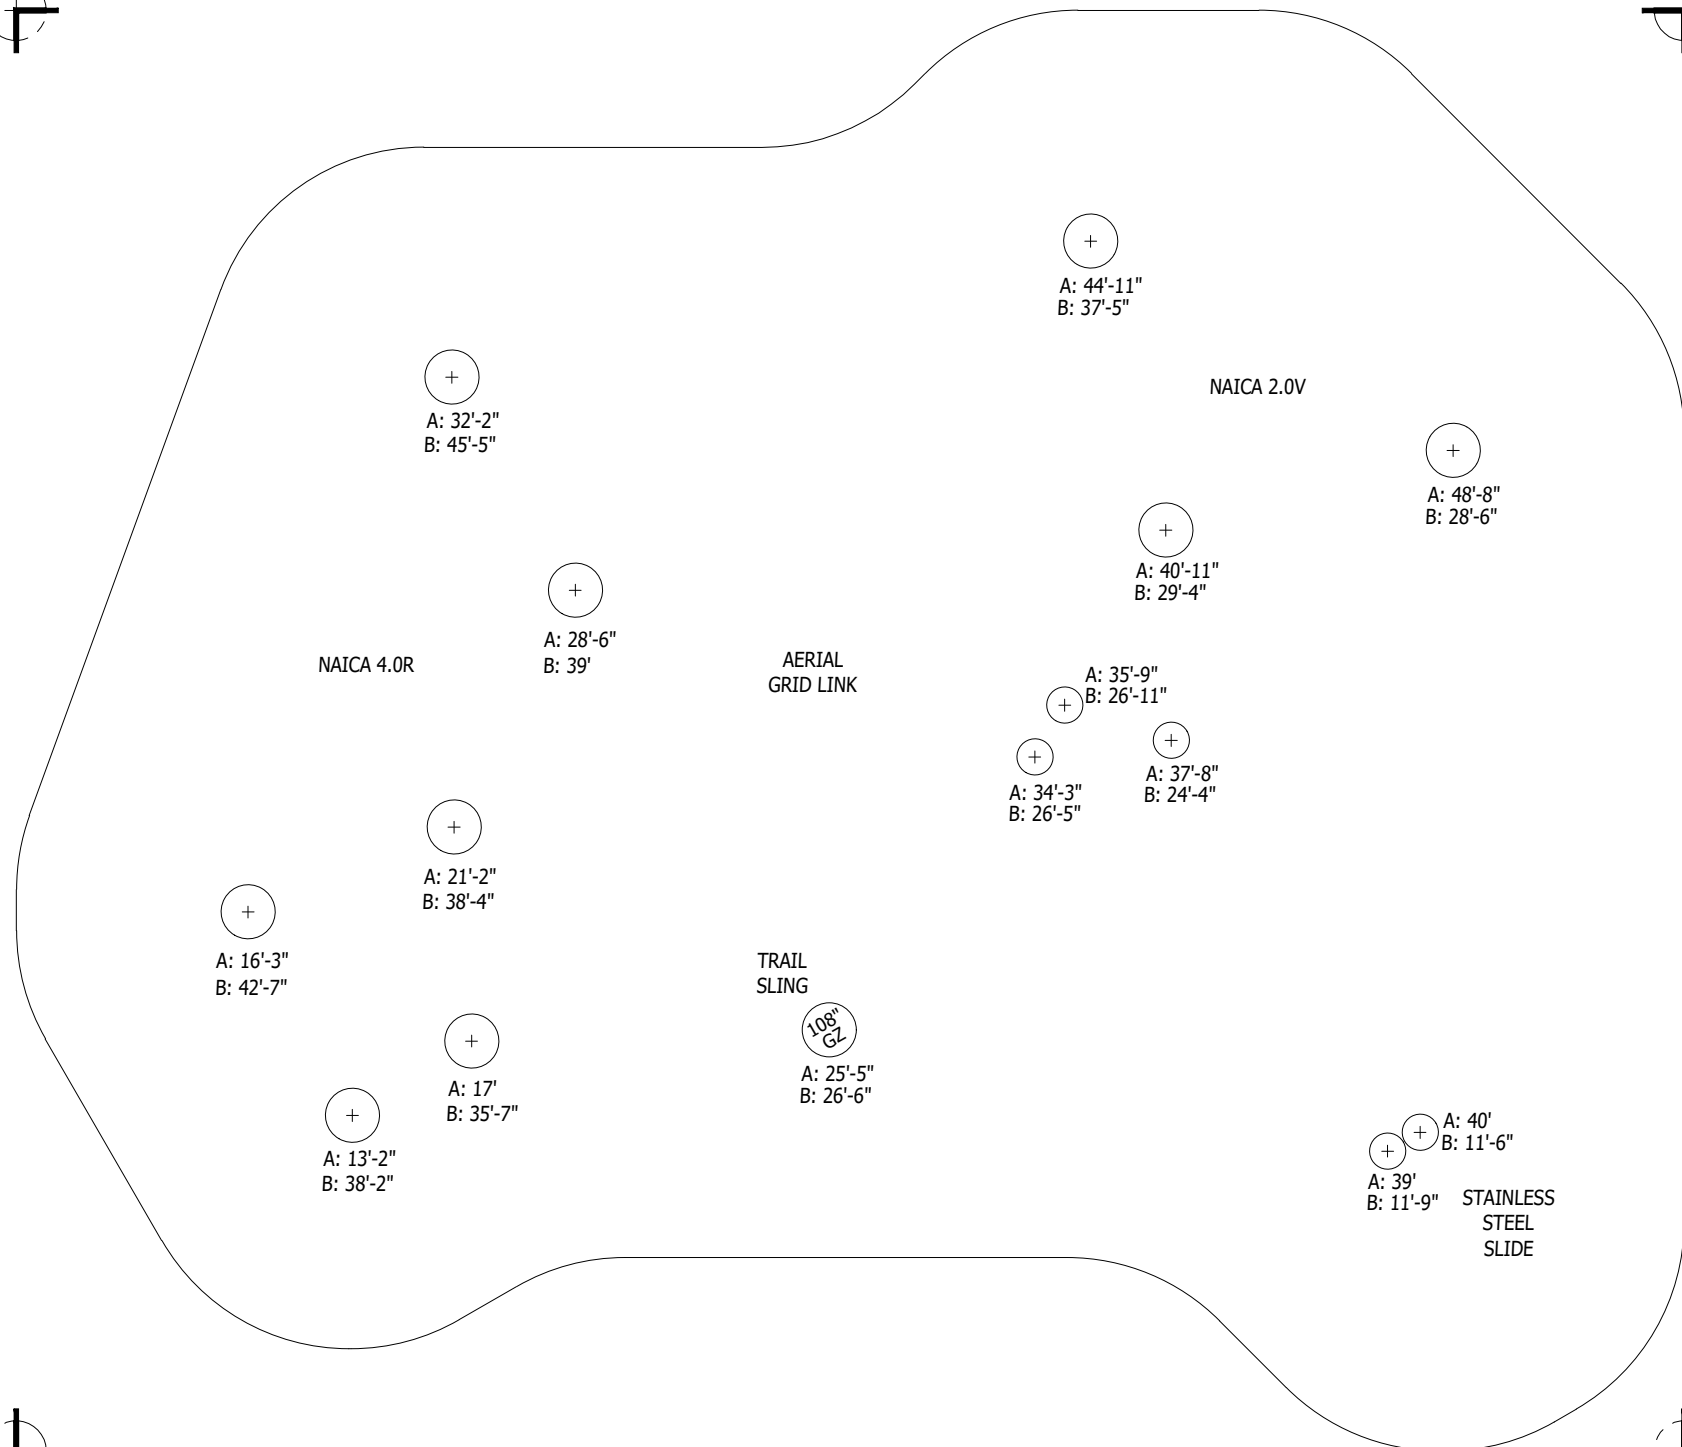 A: 44'-11"
B: 37'-5"
NAICA 2.0V
A: 32'-2"
B: 45'-5"
A: 48'-8"
B: 28'-6"
A: 40'-11"
B: 29'-4"
A: 28'-6"
B: 39'
NAICA 4.0R
AERIAL
GRID LINK
A: 35'-9"
B: 26'-11"
A: 37'-8"
B: 24'-4"
A: 34'-3"
B: 26'-5"
A: 21'-2"
B: 38'-4"
A: 16'-3"
B: 42'-7"
TRAIL
SLING
108"
GZ
A: 25'-5"
B: 26'-6"
A: 17'
B: 35'-7"
A: 13'-2"
B: 38'-2"
A: 40'
B: 11'-6"
A: 39'
B: 11'-9"
STAINLESS
STEEL
SLIDE